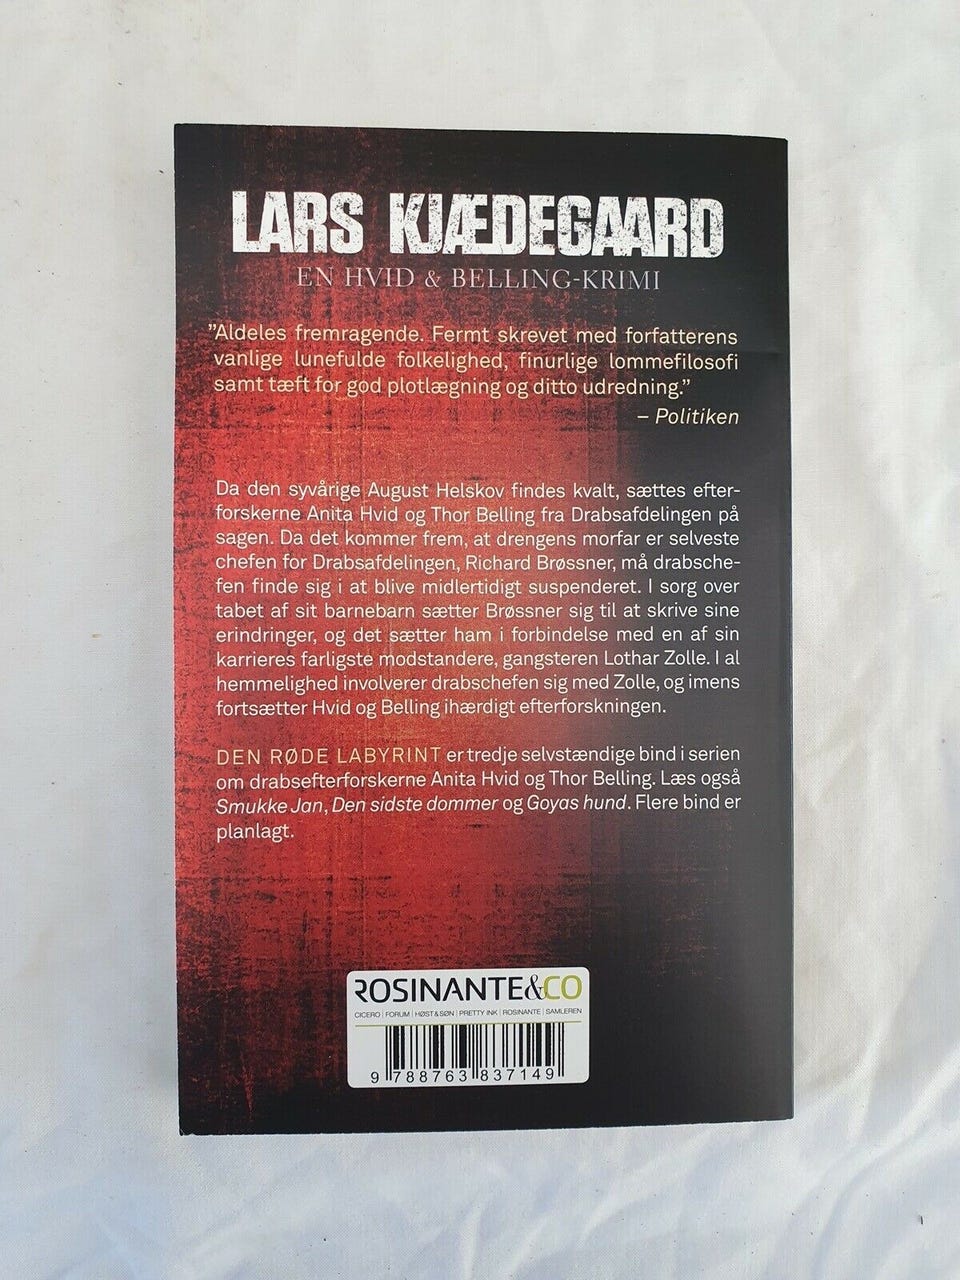 LARS KJÆDEGAARD
EN HVID & BELLING-KRIMI
”Aldeles fremragende. Fermt skrevet med forfatterens
vanlige lunefulde folkelighed, finurlige lommefilosofi
samt tæft for god plotlægning og ditto udredning.”
– Politiken
Da den syvårige August Helskov findes kvalt, sættes efter-
forskerne Anita Hvid og Thor Belling fra Drabsafdelingen på
sagen. Da det kommer frem, at drengens morfar er selveste
chefen for Drabsafdelingen, Richard Brøssner, må drabsche-
fen finde sig i at blive midlertidigt suspenderet. I sorg over
tabet af sit barnebarn sætter Brøssner sig til at skrive sine
erindringer, og det sætter ham i forbindelse med en af sin
karrieres farligste modstandere, gangsteren Lothar Zolle. I al
hemmelighed involverer drabschefen sig med Zolle, og imens
fortsætter Hvid og Belling ihærdigt efterforskningen.
DEN RØDE LABYRINT er tredje selvstændige bind i serien
om drabsefterforskerne Anita Hvid og Thor Belling. Læs også
Smukke Jan, Den sidste dommer og Goyas hund. Flere bind er
planlagt.
ROSINANTE&CO
CICERO | FORUM | HØST & SØN | PRETTY INK | ROSINANTE | SAMLEREN
9 788763 837149